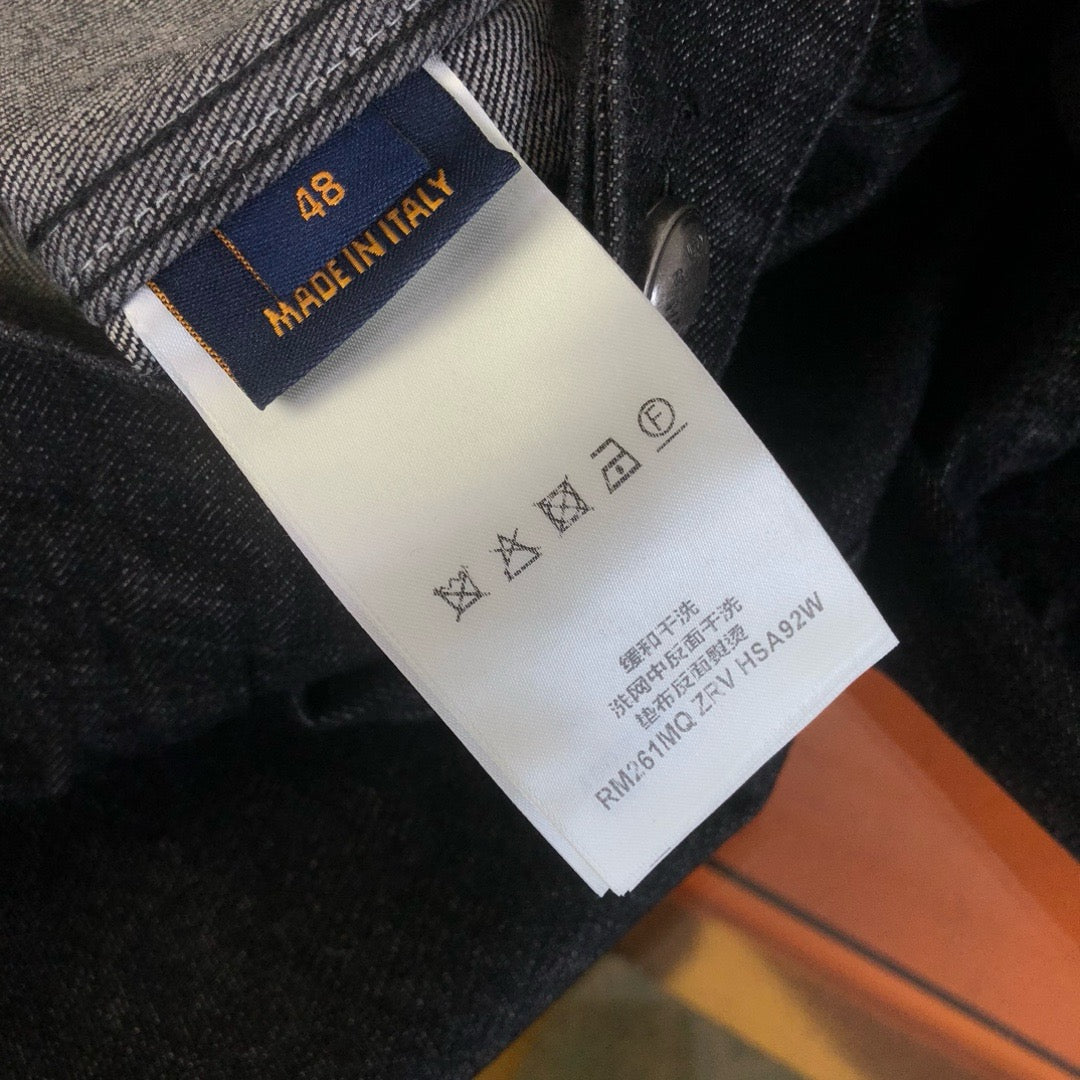 48
MADE IN ITALY
F
缓和干洗
洗网中反面干洗
垫布反面熨烫
RM261MQ ZRV HSA92W